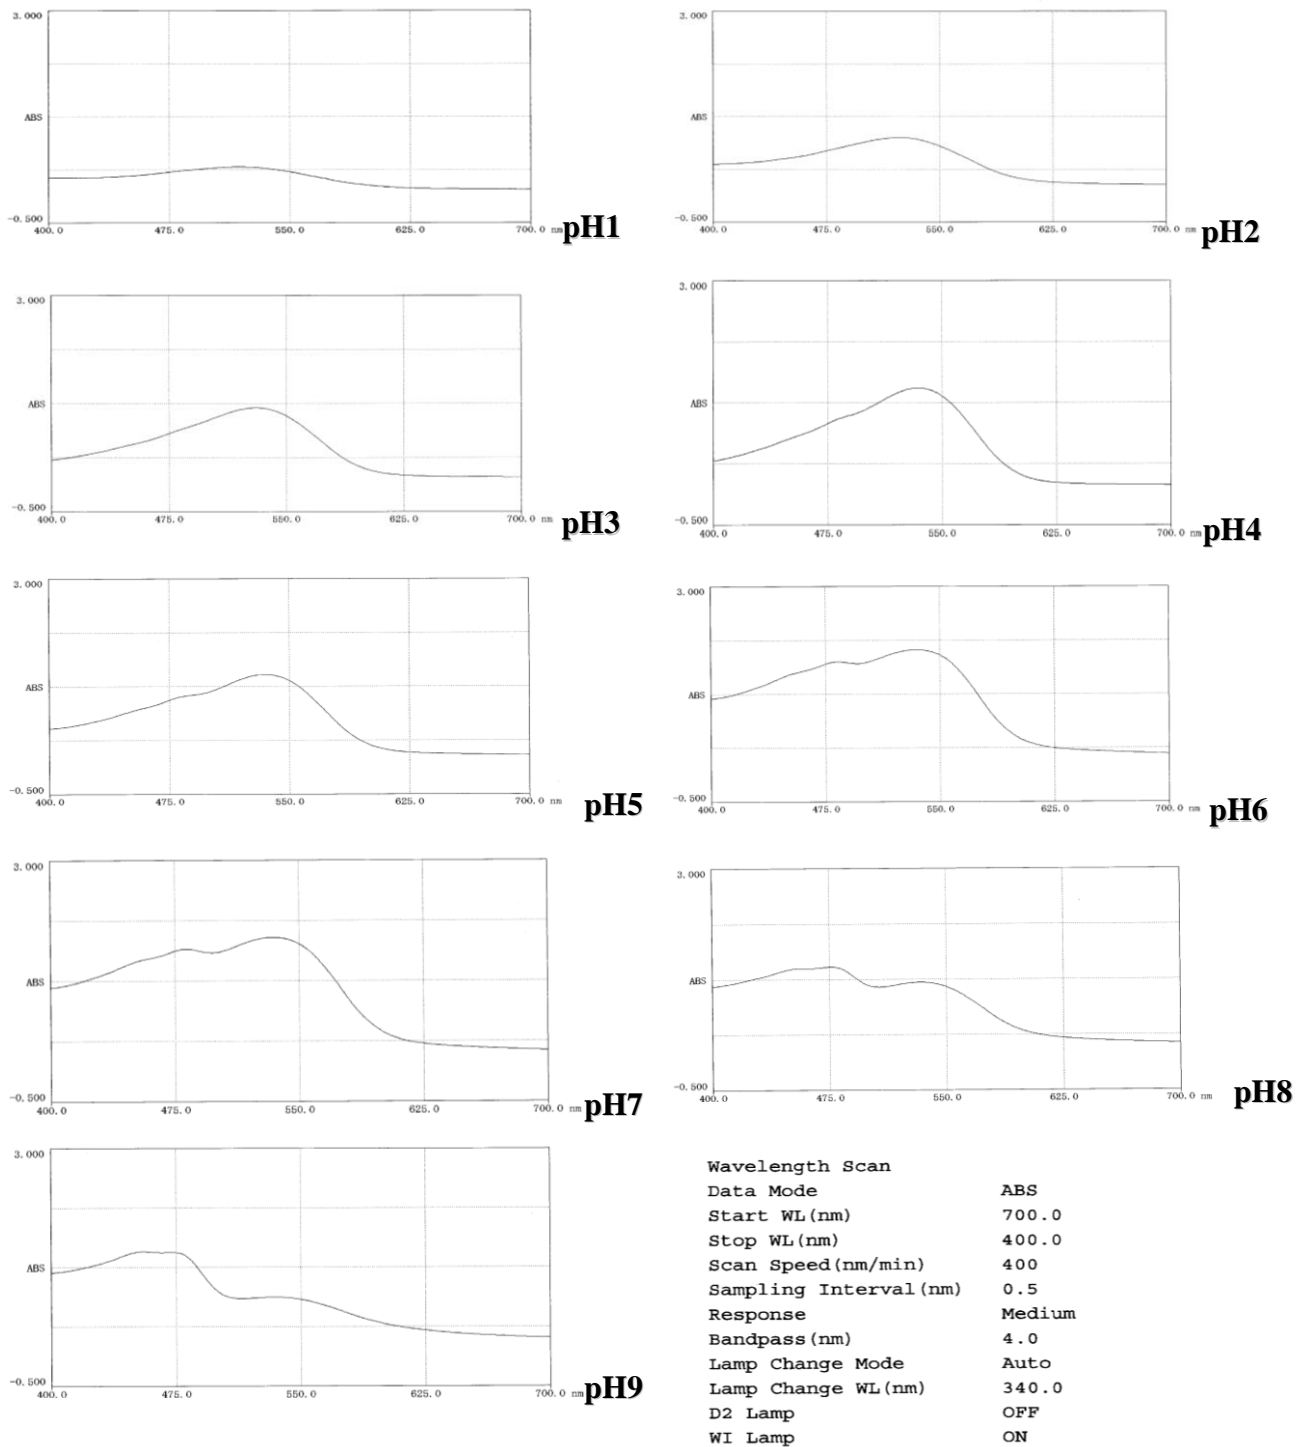 3.000
ABS
-0.500
400.0 475.0 550.0 625.0 700.0 nm
pH1
3.000
ABS
-0.500
400.0 475.0 550.0 625.0 700.0 nm
pH2
3.000
ABS
-0.500
400.0 475.0 550.0 625.0 700.0 nm
pH3
3.000
ABS
-0.500
400.0 475.0 550.0 625.0 700.0 nm
pH4
3.000
ABS
-0.500
400.0 475.0 550.0 625.0 700.0 nm
pH5
3.000
ABS
-0.500
400.0 475.0 550.0 625.0 700.0 nm
pH6
3.000
ABS
-0.500
400.0 475.0 550.0 625.0 700.0 nm
pH7
3.000
ABS
-0.500
400.0 475.0 550.0 625.0 700.0 nm
pH8
3.000
ABS
-0.500
400.0 475.0 550.0 625.0 700.0 nm
pH9
Wavelength Scan
Data Mode ABS
Start WL(nm) 700.0
Stop WL(nm) 400.0
Scan Speed(nm/min) 400
Sampling Interval(nm) 0.5
Response Medium
Bandpass(nm) 4.0
Lamp Change Mode Auto
Lamp Change WL(nm) 340.0
D2 Lamp OFF
WI Lamp ON